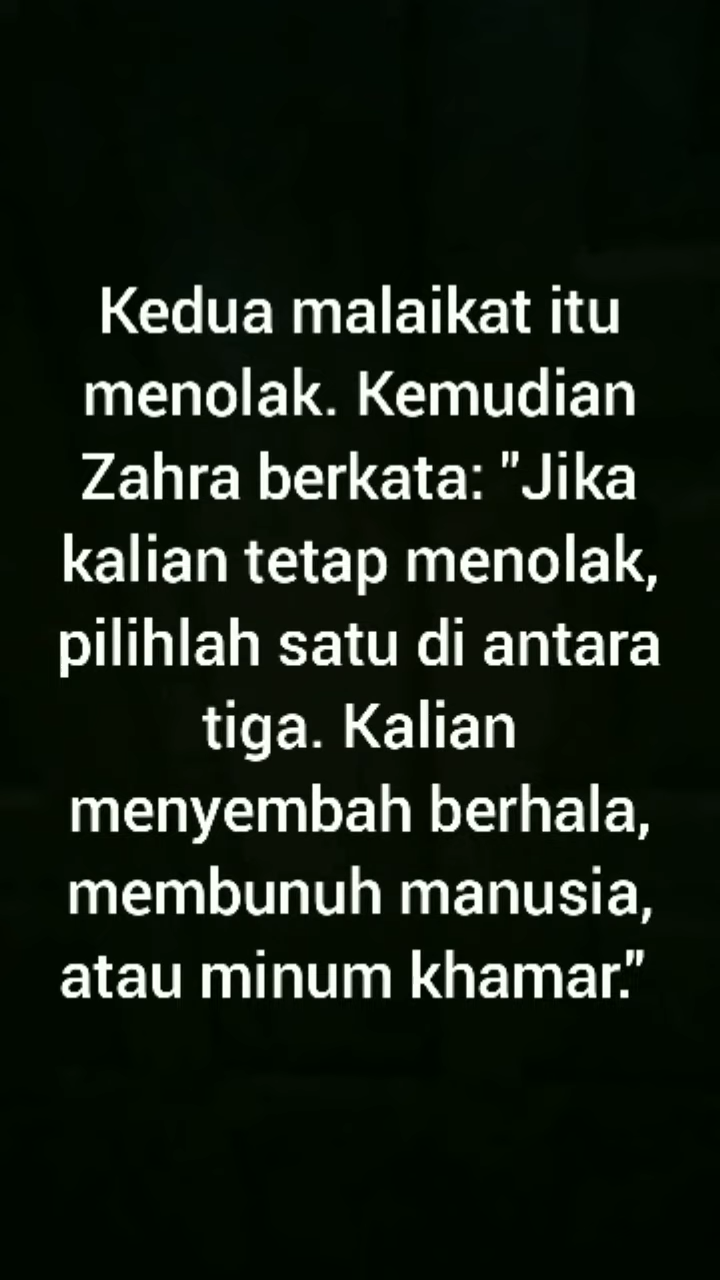 Kedua malaikat itu
menolak. Kemudian
Zahra berkata: "Jika
kalian tetap menolak,
pilihlah satu di antara
tiga. Kalian
menyembah berhala,
membunuh manusia,
atau minum khamar."